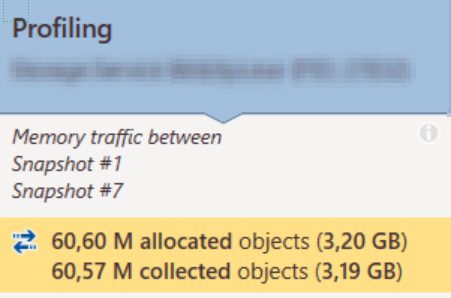 Profiling
Memory traffic between
Snapshot #1
Snapshot #7
60,60 M allocated objects (3,20 GB)
60,57 M collected objects (3,19 GB)